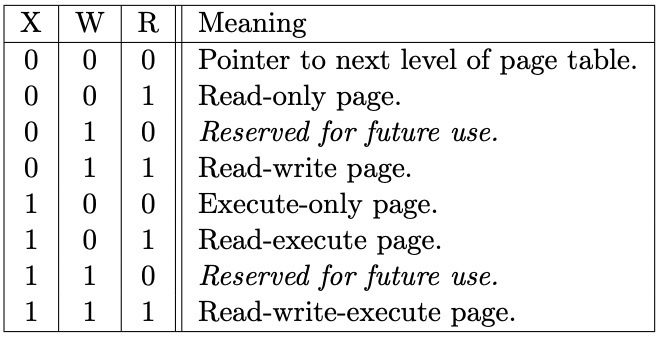 X W R Meaning
0 0 0 Pointer to next level of page table.
0 0 1 Read-only page.
0 1 0 Reserved for future use.
0 1 1 Read-write page.
1 0 0 Execute-only page.
1 0 1 Read-execute page.
1 1 0 Reserved for future use.
1 1 1 Read-write-execute page.